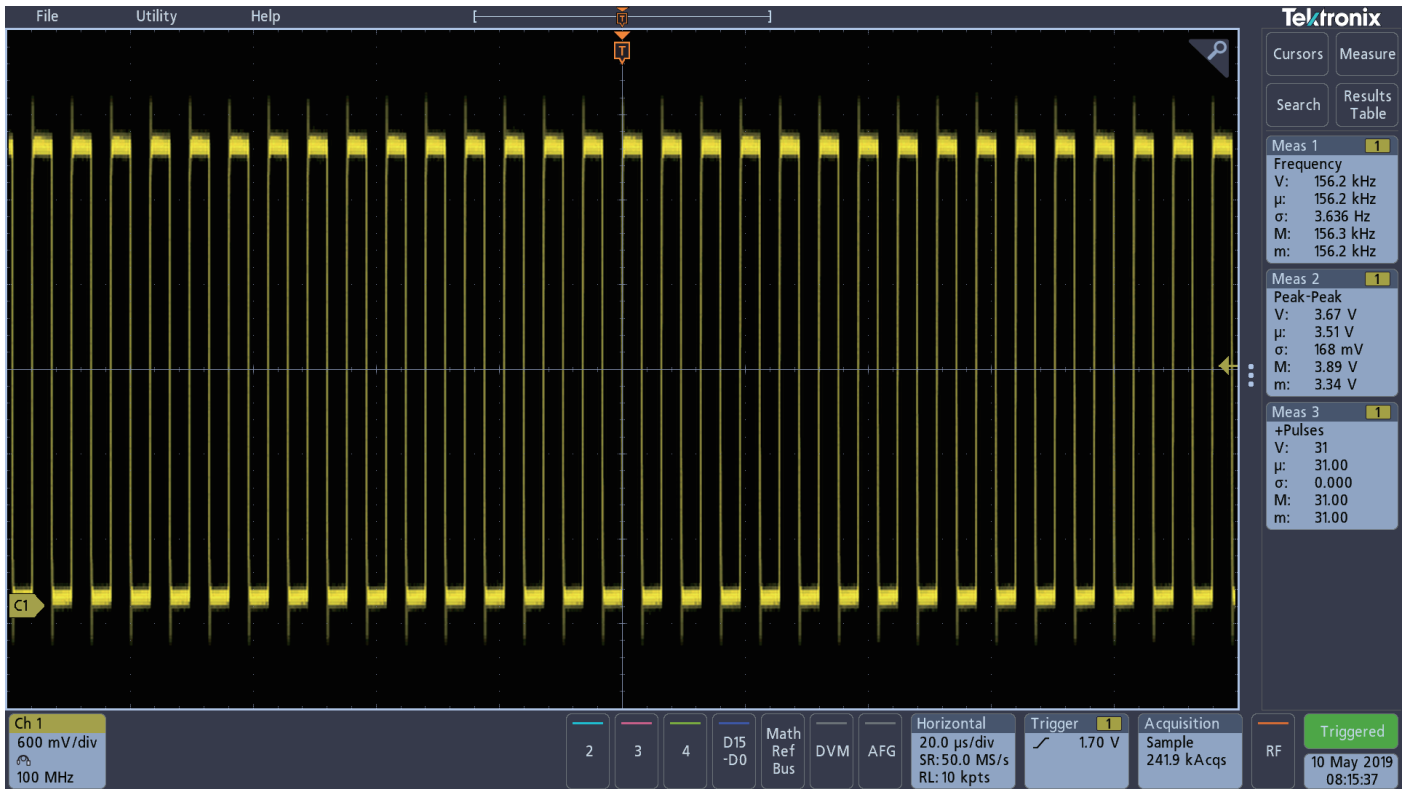 File Utility Help
T
Tektronix
T
Cursors Measure
Search Results Table
Meas 1 1
Frequency
V: 156.2 kHz
μ: 156.2 kHz
σ: 3.636 Hz
M: 156.3 kHz
m: 156.2 kHz
Meas 2 1
Peak-Peak
V: 3.67 V
μ: 3.51 V
σ: 168 mV
M: 3.89 V
m: 3.34 V
Meas 3 1
+Pulses
V: 31
μ: 31.00
σ: 0.000
M: 31.00
m: 31.00
C1
Ch 1
600 mV/div
100 MHz
2
3
4
D15
-D0
Math
Ref
Bus
DVM
AFG
Horizontal
20.0 μs/div
SR: 50.0 MS/s
RL: 10 kpts
Trigger 1
1.70 V
Acquisition
Sample
241.9 kAcqs
RF
Triggered
10 May 2019
08:15:37